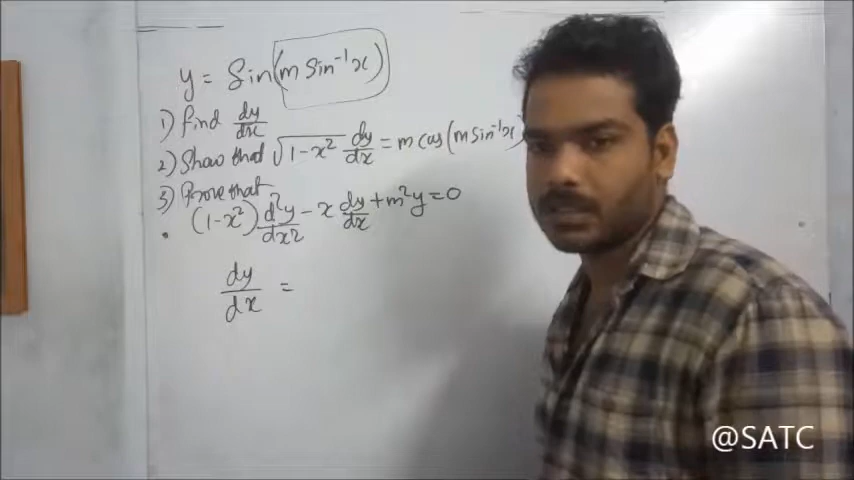 y = Sin(m Sin⁻¹x)
1) Find dy/dx
2) Show that √(1-x²) dy/dx = m cos(m sin⁻¹x)
3) Prove that
(1-x²) d²y/dx² - x dy/dx + m²y = 0
dy/dx =
@SATC